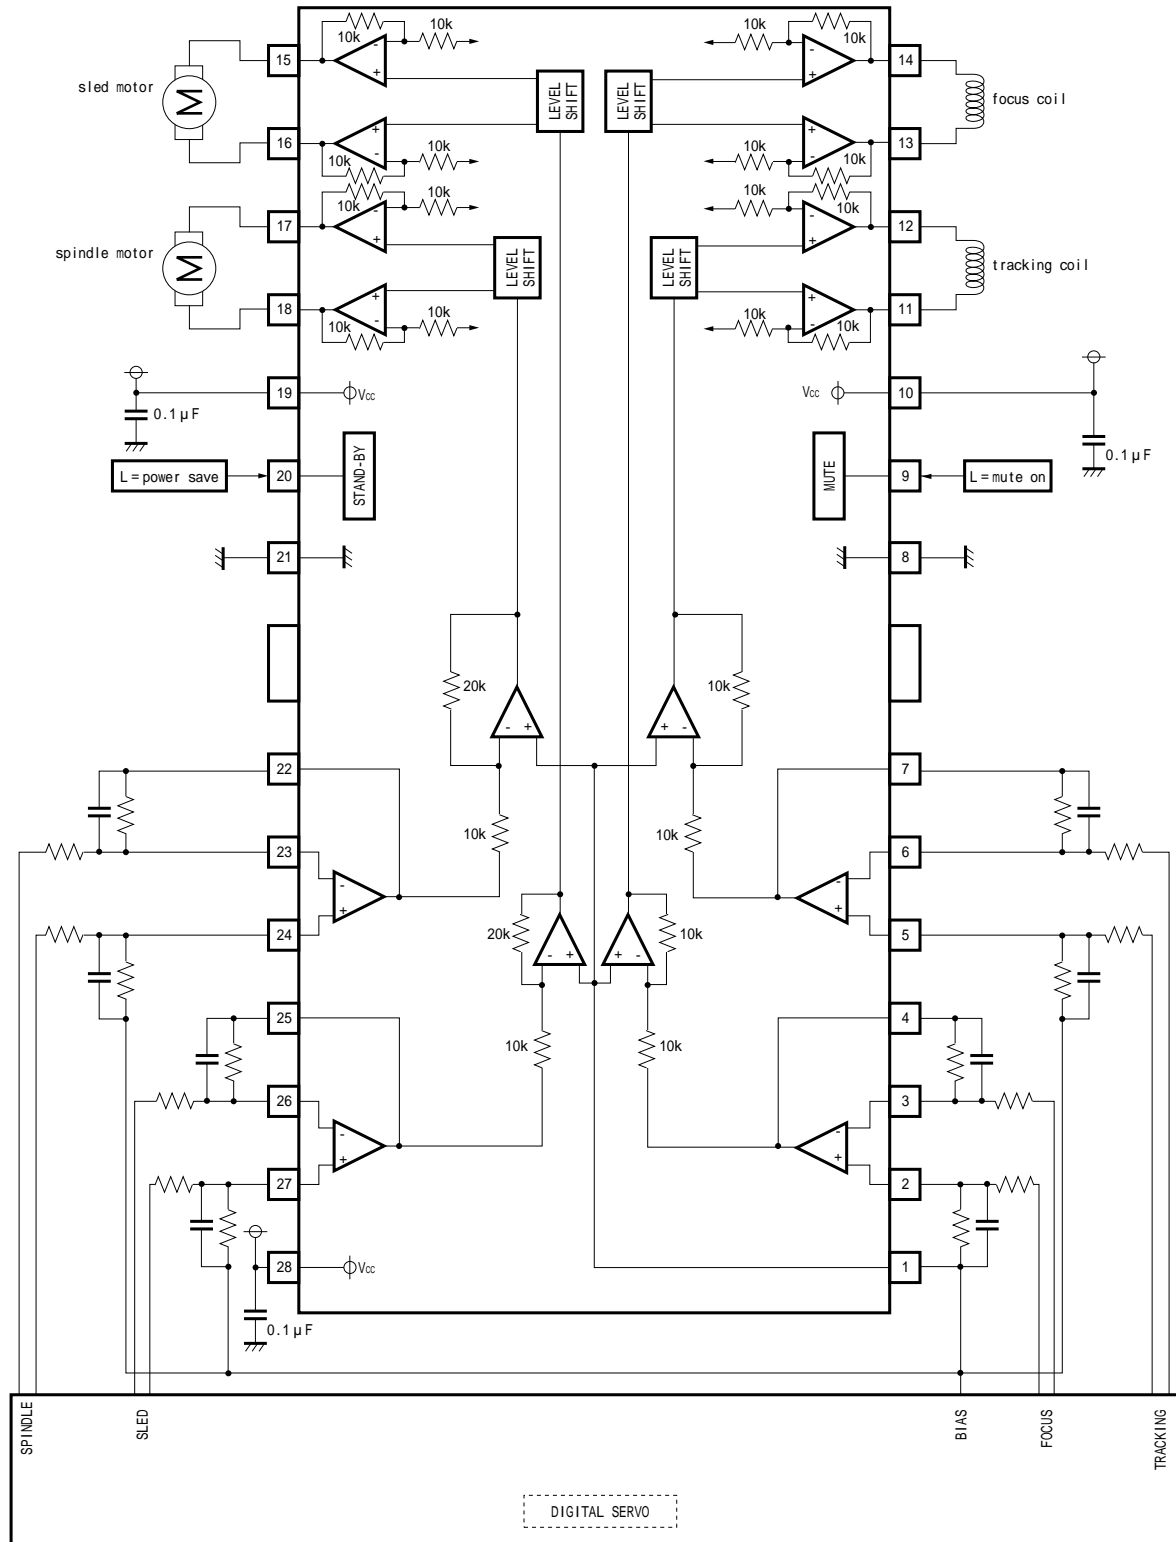 10k
10k
10k
10k
15
- +
LEVEL SHIFT
LEVEL SHIFT
- +
14
sled motor
M
focus coil
16
+ -
+ -
13
10k
10k
10k
10k
10k
10k
10k
10k
17
- +
- +
12
spindle motor
M
LEVEL SHIFT
LEVEL SHIFT
tracking coil
18
+ -
+ -
11
10k
10k
10k
10k
19
Vcc
Vcc
10
0.1µF
0.1µF
L=power save
20
STAND-BY
MUTE
9
L=mute on
21
8
20k
10k
- +
+ -
22
7
10k
10k
23
6
- +
- +
24
20k
10k
5
- +
+ -
25
4
10k
10k
26
3
- +
- +
27
2
28
Vcc
1
0.1µF
SPINDLE
SLED
BIAS
FOCUS
TRACKING
DIGITAL SERVO